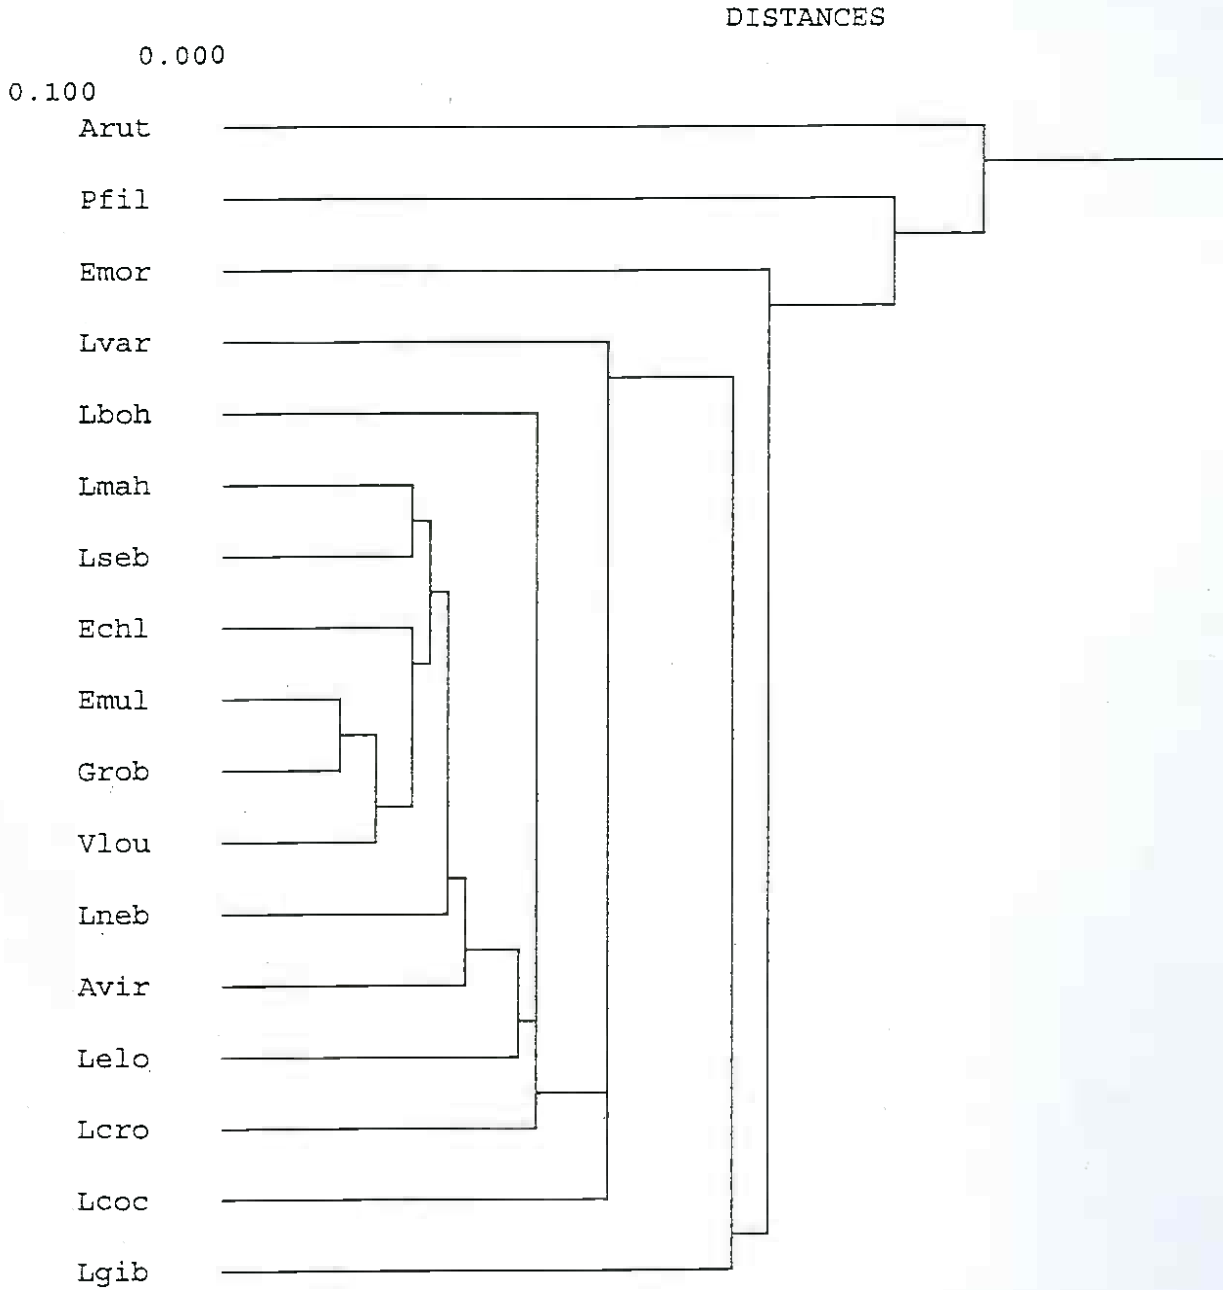 DISTANCES
0.000
0.100
Arut
Pfil
Emor
Lvar
Lboh
Lmah
Lseb
Echl
Emul
Grob
Vlou
Lneb
Avir
Lelo
Lcro
Lcoc
Lgib